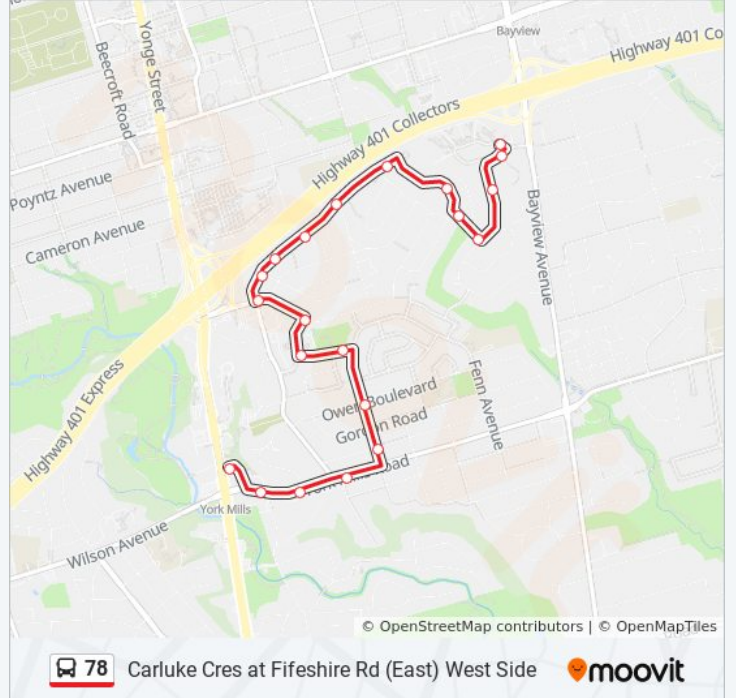 Bayview
Highway 401 Co
Yonge Street
Beecroft Road
Highway 401 Collectors
Poyntz Avenue
Bayview Avenue
Cameron Avenue
Highway 401 Express
Fenn Avenue
Owen Boulevard
Gordon Road
Road
York Mills
Wilson Avenue
© OpenStreetMap contributors | © OpenMapTiles
78 Carluke Cres at Fifeshire Rd (East) West Side moovit